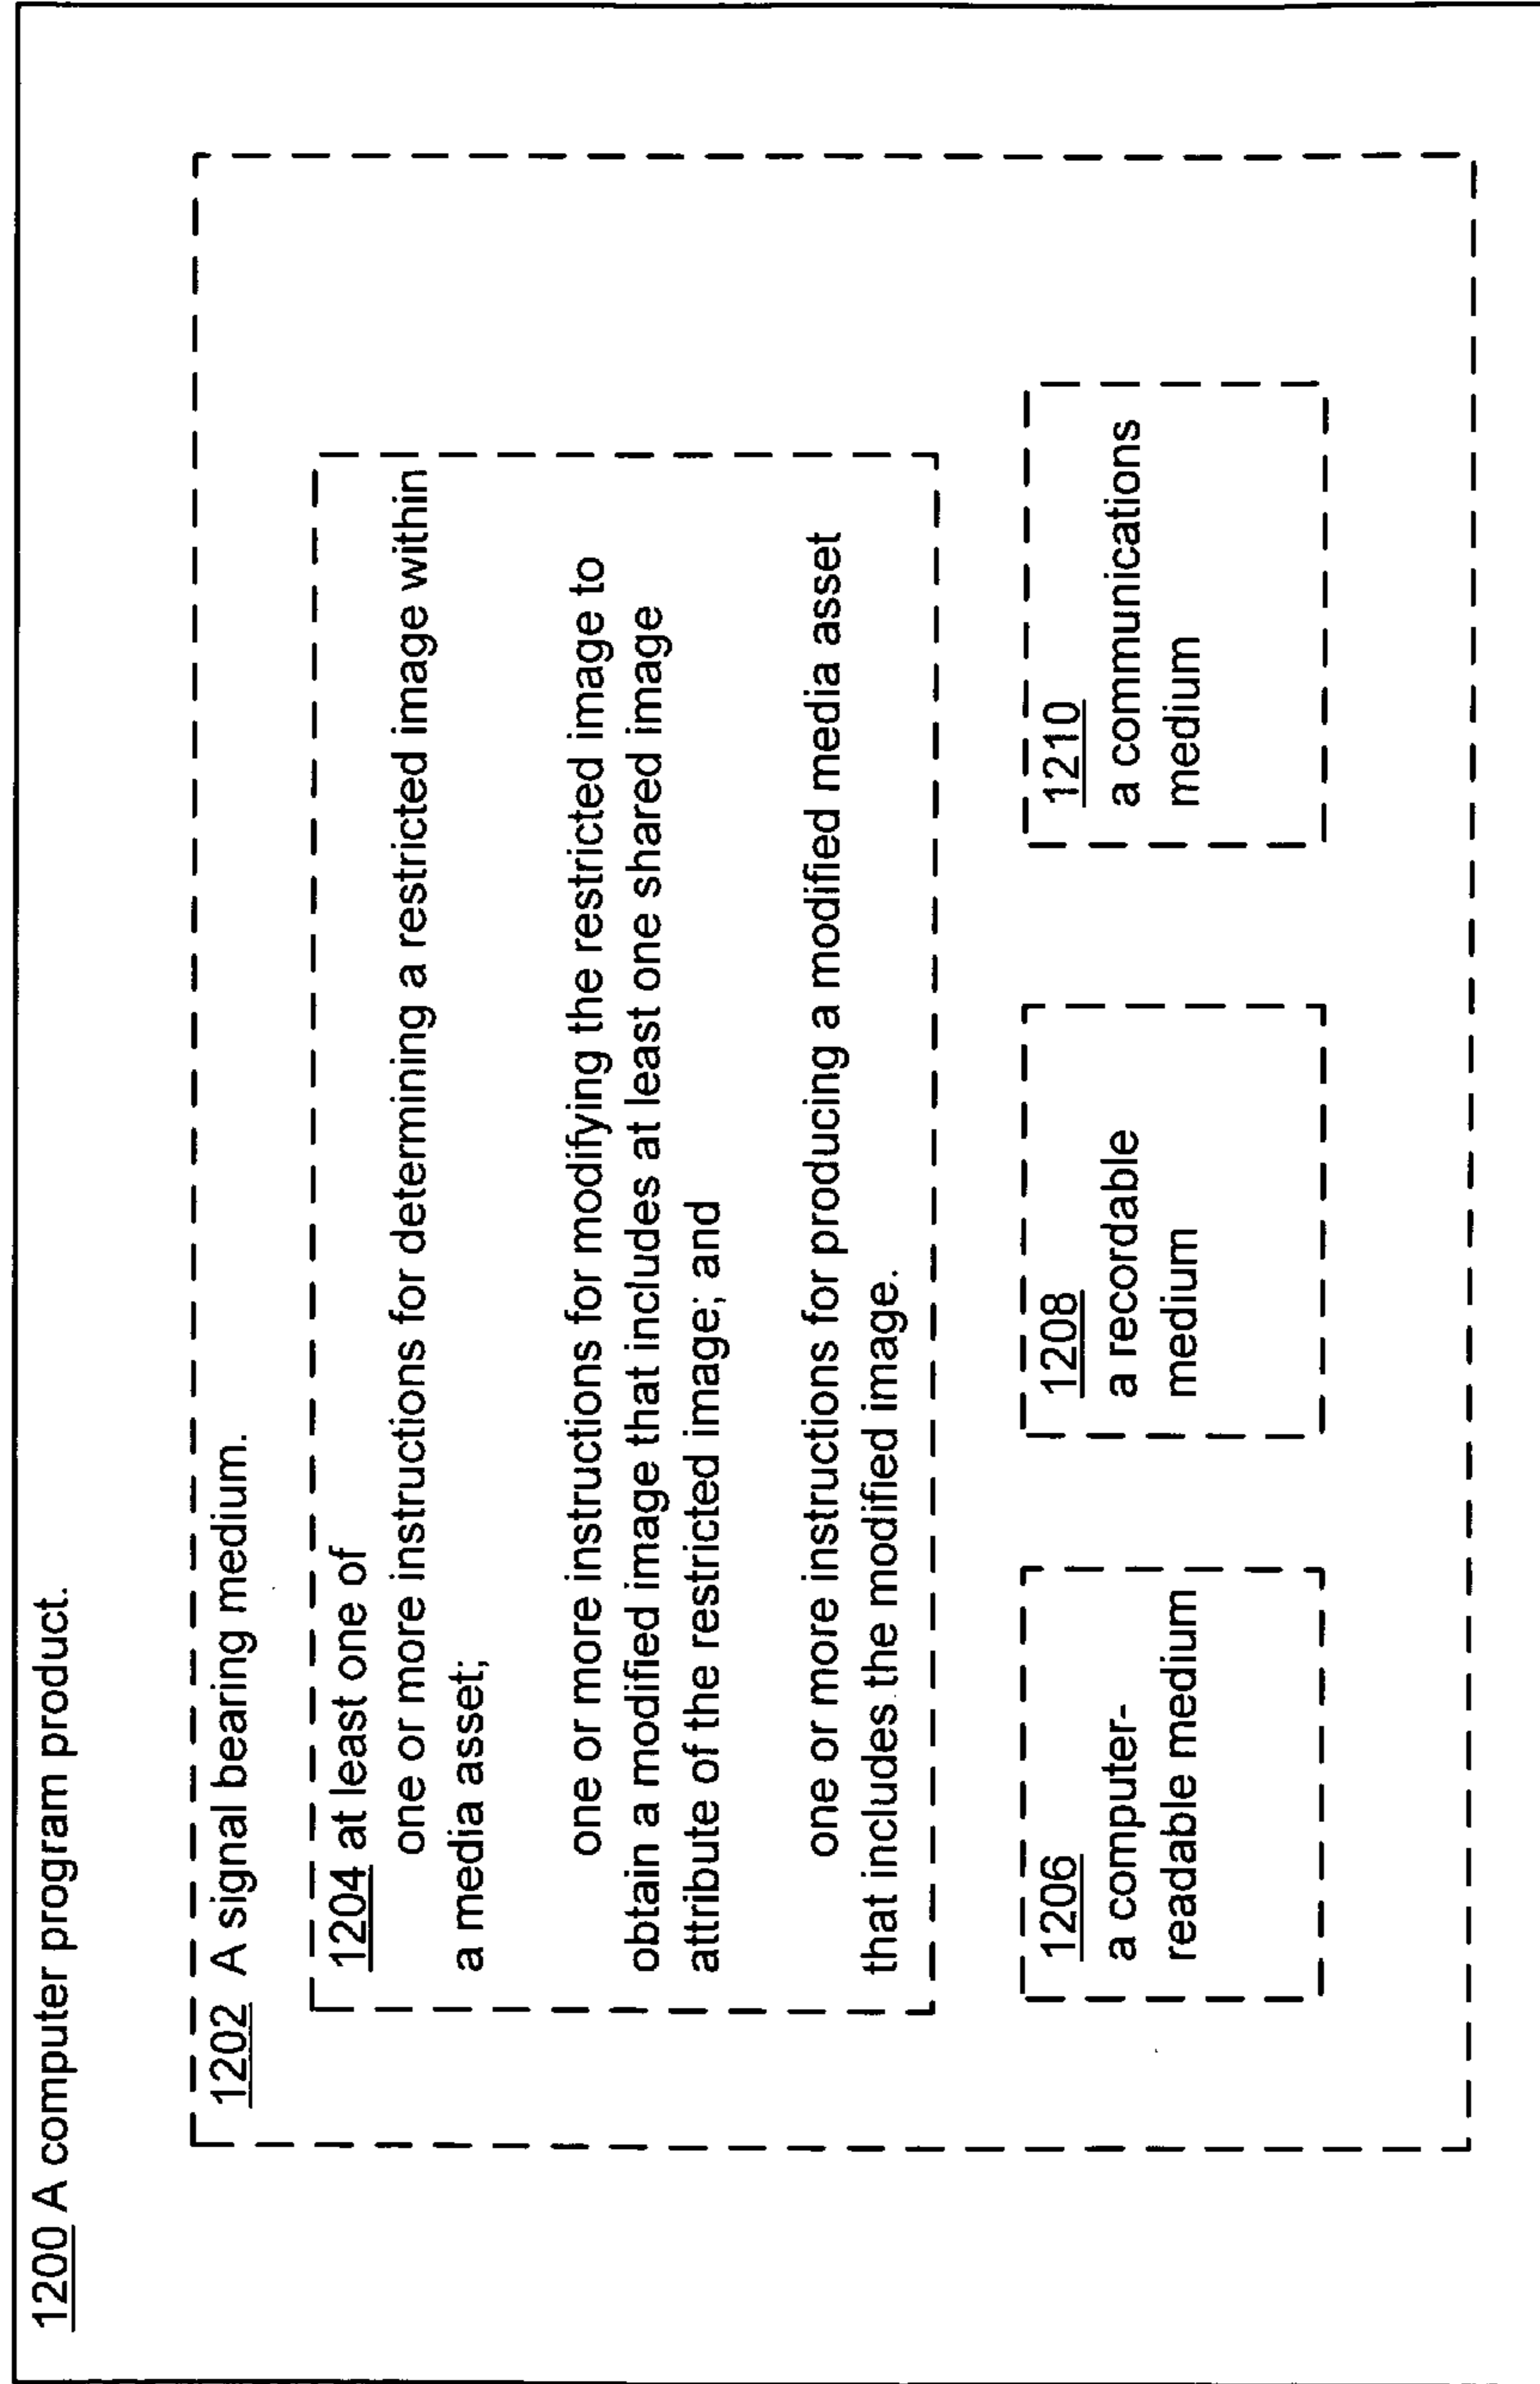 1200 A computer program product.
1202 A signal bearing medium.
1204 at least one of
one or more instructions for determining a restricted image within
a media asset;
one or more instructions for modifying the restricted image to
obtain a modified image that includes at least one shared image
attribute of the restricted image; and
one or more instructions for producing a modified media asset
that includes the modified image.
1206
a computer-
readable medium
1208
a recordable
medium
1210
a communications
medium